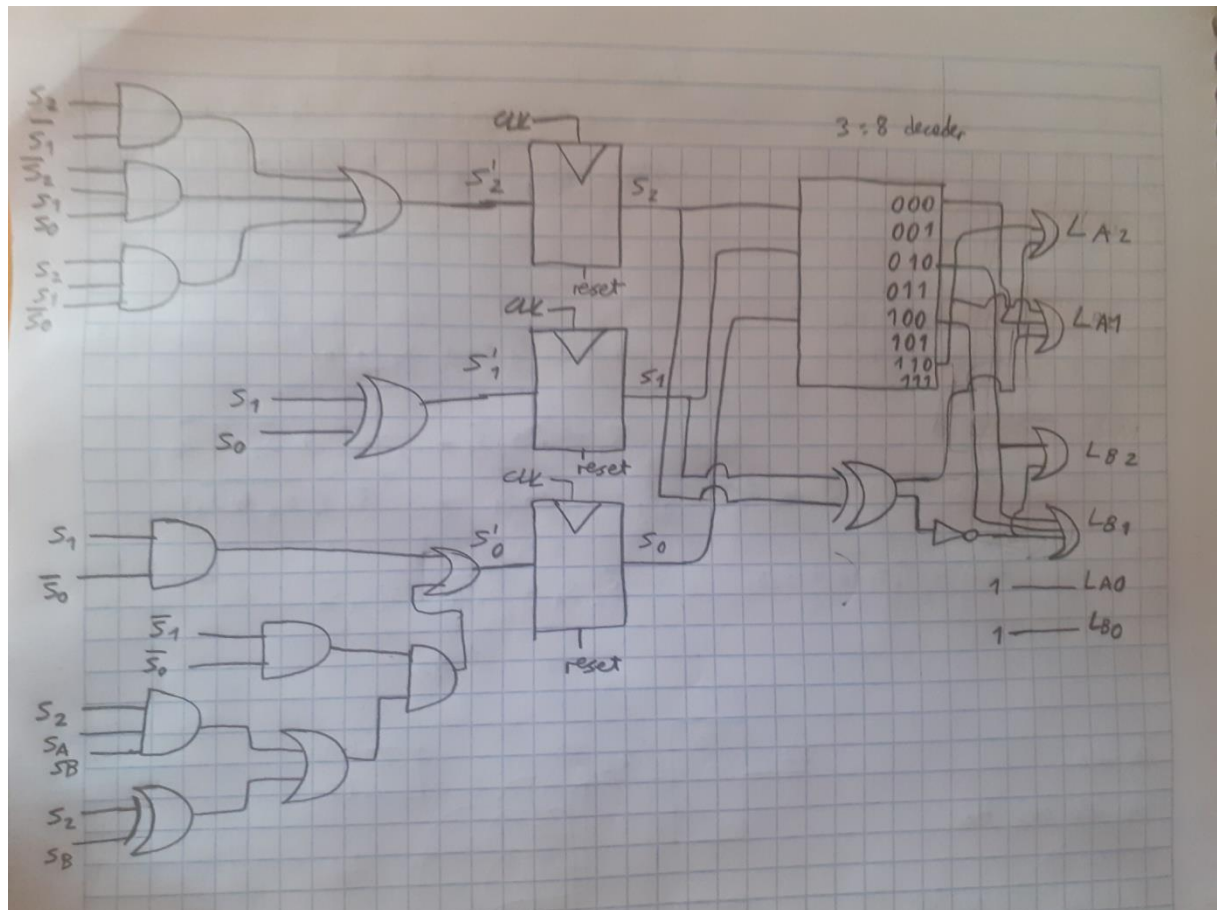 S2
S̅1
S̅2
S1
S0
S2
S̅1
S̅0
S1
S0
S1
S̅0
S̅1
S̅0
S2
SA
SB
S2
SB
CLK
S'2
S2
reset
CLK
S'1
S1
reset
CLK
S'0
S0
reset
3:8 decoder
000
001
010
011
100
101
110
111
LA2
LA1
LB2
LB1
1 LA0
1 LB0